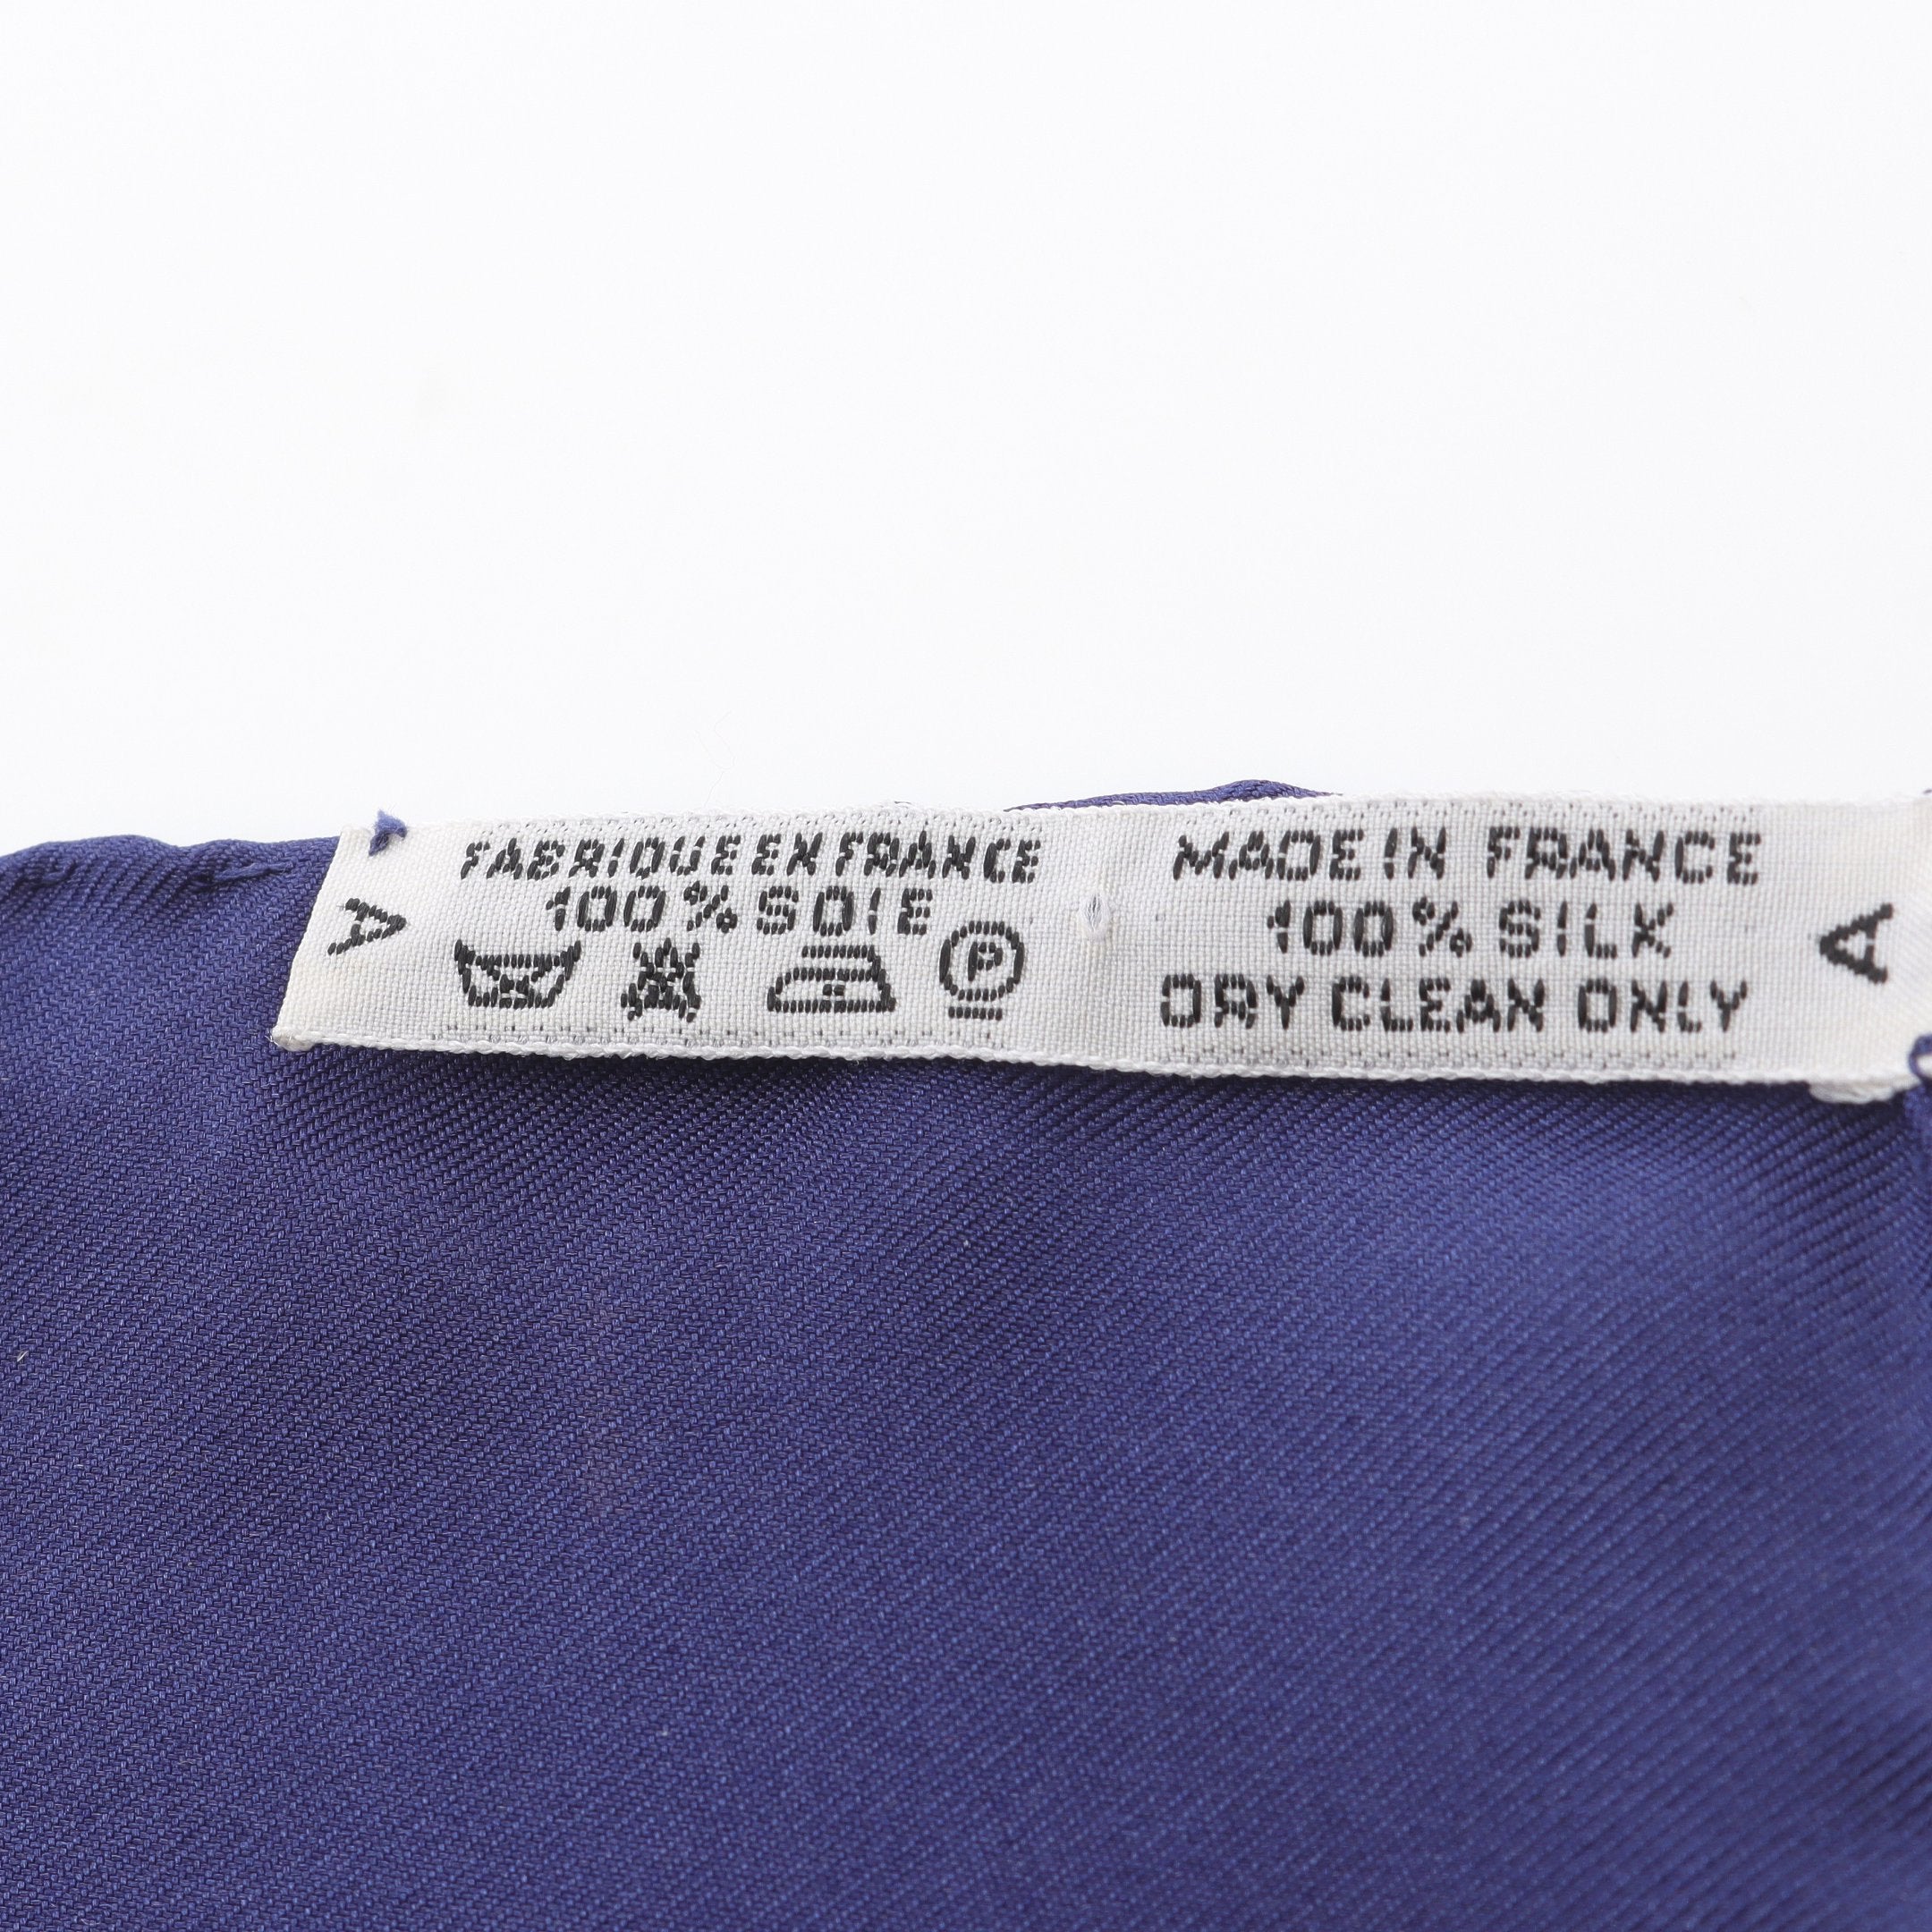 A
FABRIQUE EN FRANCE
100% SOIE
P
MADE IN FRANCE
100% SILK
DRY CLEAN ONLY
A